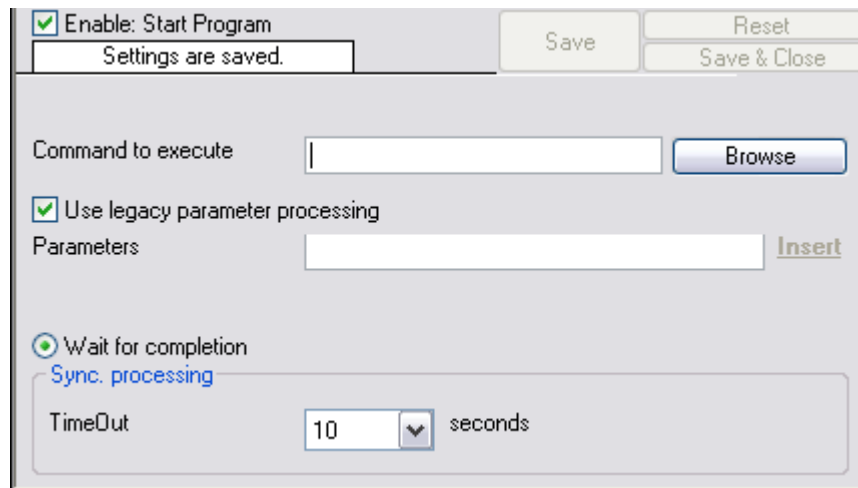 Enable: Start Program
Settings are saved.
Save
Reset
Save & Close
Command to execute
Browse
Use legacy parameter processing
Parameters
Insert
Wait for completion
Sync. processing
TimeOut
10
seconds